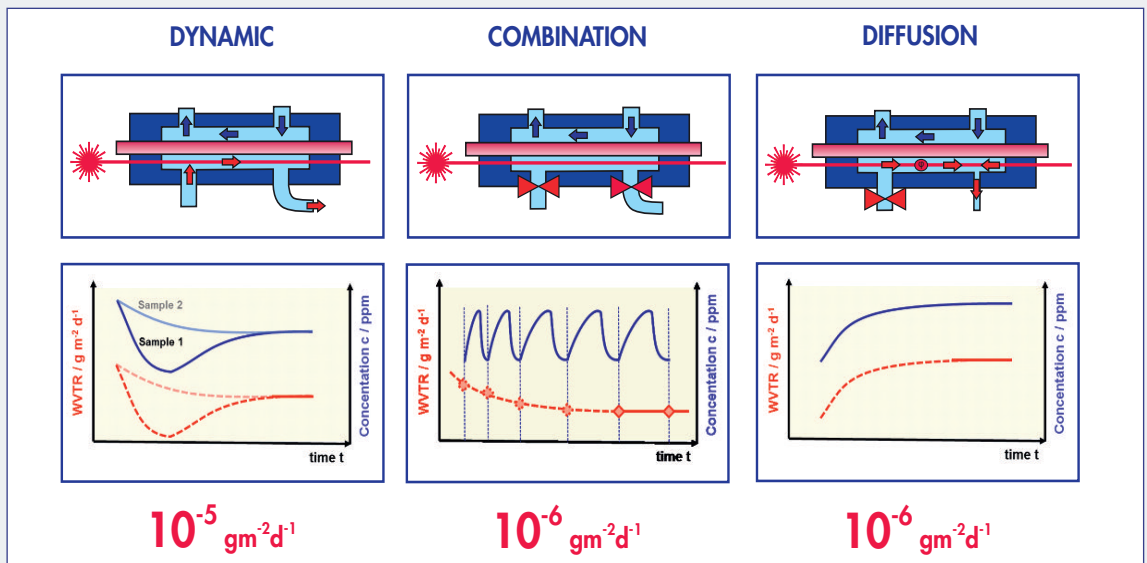 DYNAMIC
COMBINATION
DIFFUSION
φ
WVTR / g m⁻² d⁻¹
Sample 2
Sample 1
Concentration c / ppm
time t
WVTR / g m⁻² d⁻¹
Concentration c / ppm
time t
WVTR / g m⁻² d⁻¹
Concentration c / ppm
time t
10⁻⁵ gm⁻²d⁻¹
10⁻⁶ gm⁻²d⁻¹
10⁻⁶ gm⁻²d⁻¹